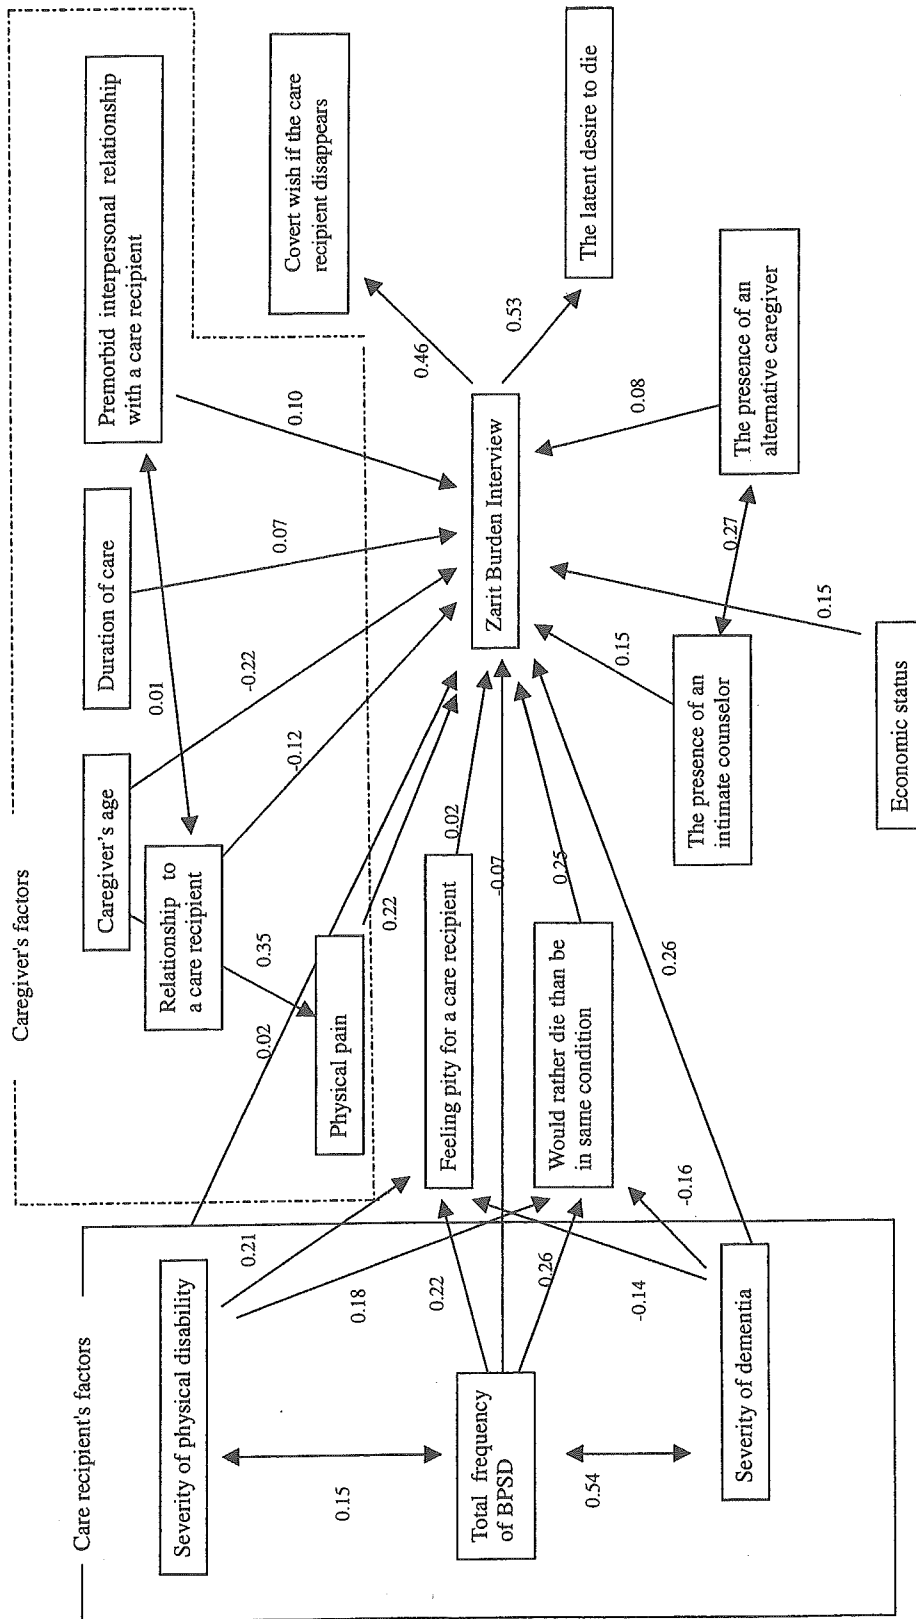 Care recipient's factors
Severity of physical disability
0.15
Total frequency
of BPSD
0.54
Severity of dementia
0.21
0.18
0.22
0.26
-0.14
-0.16
Caregiver's factors
Caregiver's age
Relationship to
a care recipient
0.35
0.02
Physical pain
Feeling pity for a care recipient
Would rather die than be
in same condition
0.22
0.02
-0.07
0.25
0.26
Duration of care
0.01
-0.22
-0.12
0.07
Premorbid interpersonal relationship
with a care recipient
0.10
Zarit Burden Interview
0.46
0.53
Covert wish if the care
recipient disappears
The latent desire to die
0.15
The presence of an
intimate counselor
0.27
0.08
The presence of an
alternative caregiver
0.15
Economic status